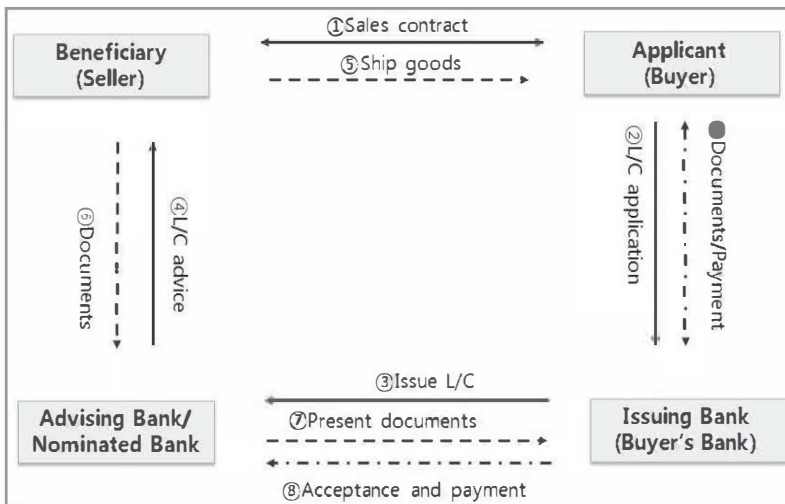 ①Sales contract
Beneficiary
(Seller)
⑤Ship goods
Applicant
(Buyer)
②L/C application
Documents/Payment
⑥Documents
④L/C advice
③Issue L/C
Advising Bank/
Nominated Bank
⑦Present documents
Issuing Bank
(Buyer's Bank)
⑧Acceptance and payment